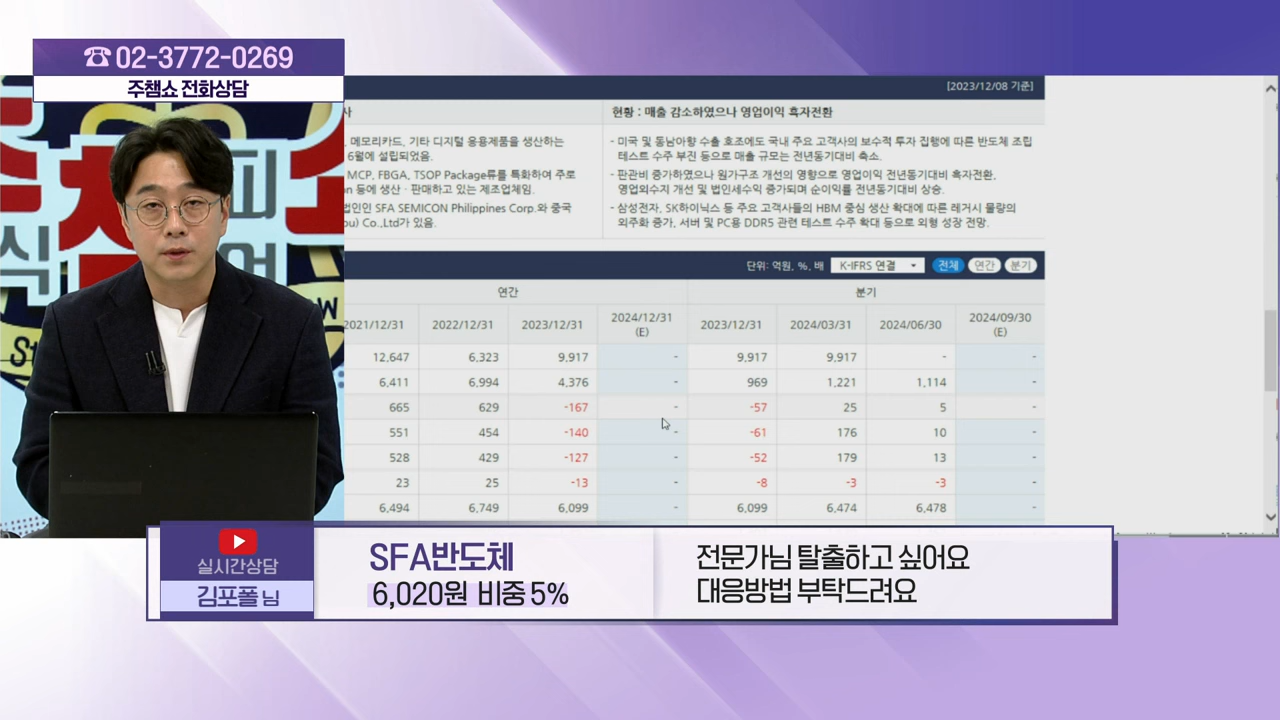 ☎02-3772-0269
주챔쇼 전화상담
[2023/12/08 기준]
현황 : 매출 감소하였으나 영업이익 흑자전환
메모리카드, 기타 디지털 응용제품을 생산하는
6월에 설립되었음.
MCP, FBGA, TSOP Package류를 특화하여 주로
등에 생산 · 판매하고 있는 제조업체임.
SFA SEMICON Philippines Corp.와 중국
Co.,Ltd가 있음.
- 미국 및 동남아향 수출 호조에도 국내 주요 고객사의 보수적 투자 집행에 따른 반도체 조립
테스트 수주 부진 등으로 매출 규모는 전년동기대비 축소.
- 판관비 증가하였으나 원가구조 개선의 영향으로 영업이익 전년동기대비 흑자전환,
영업외수지 개선 및 법인세수익 증가되며 순이익률 전년동기대비 상승.
- 삼성전자, SK하이닉스 등 주요 고객사들의 HBM 중심 생산 확대에 따른 레거시 물량의
외주화 증가, 서버 및 PC용 DDR5 관련 테스트 수주 확대 등으로 외형 성장 전망.
단위: 억원, %, 배 K-IFRS 연결 전체 연간 분기
연간 분기
2021/12/31 2022/12/31 2023/12/31 2024/12/31 (E) 2023/12/31 2024/03/31 2024/06/30 2024/09/30 (E)
12,647 6,323 9,917 - 9,917 9,917 - -
6,411 6,994 4,376 - 969 1,221 1,114 -
665 629 -167 - -57 25 5 -
551 454 -140 - -61 176 10 -
528 429 -127 - -52 179 13 -
23 25 -13 - -8 -3 -3 -
6,494 6,749 6,099 - 6,099 6,474 6,478 -
실시간상담
김포폴 님
SFA반도체
6,020원 비중 5%
전문가님 탈출하고 싶어요
대응방법 부탁드려요